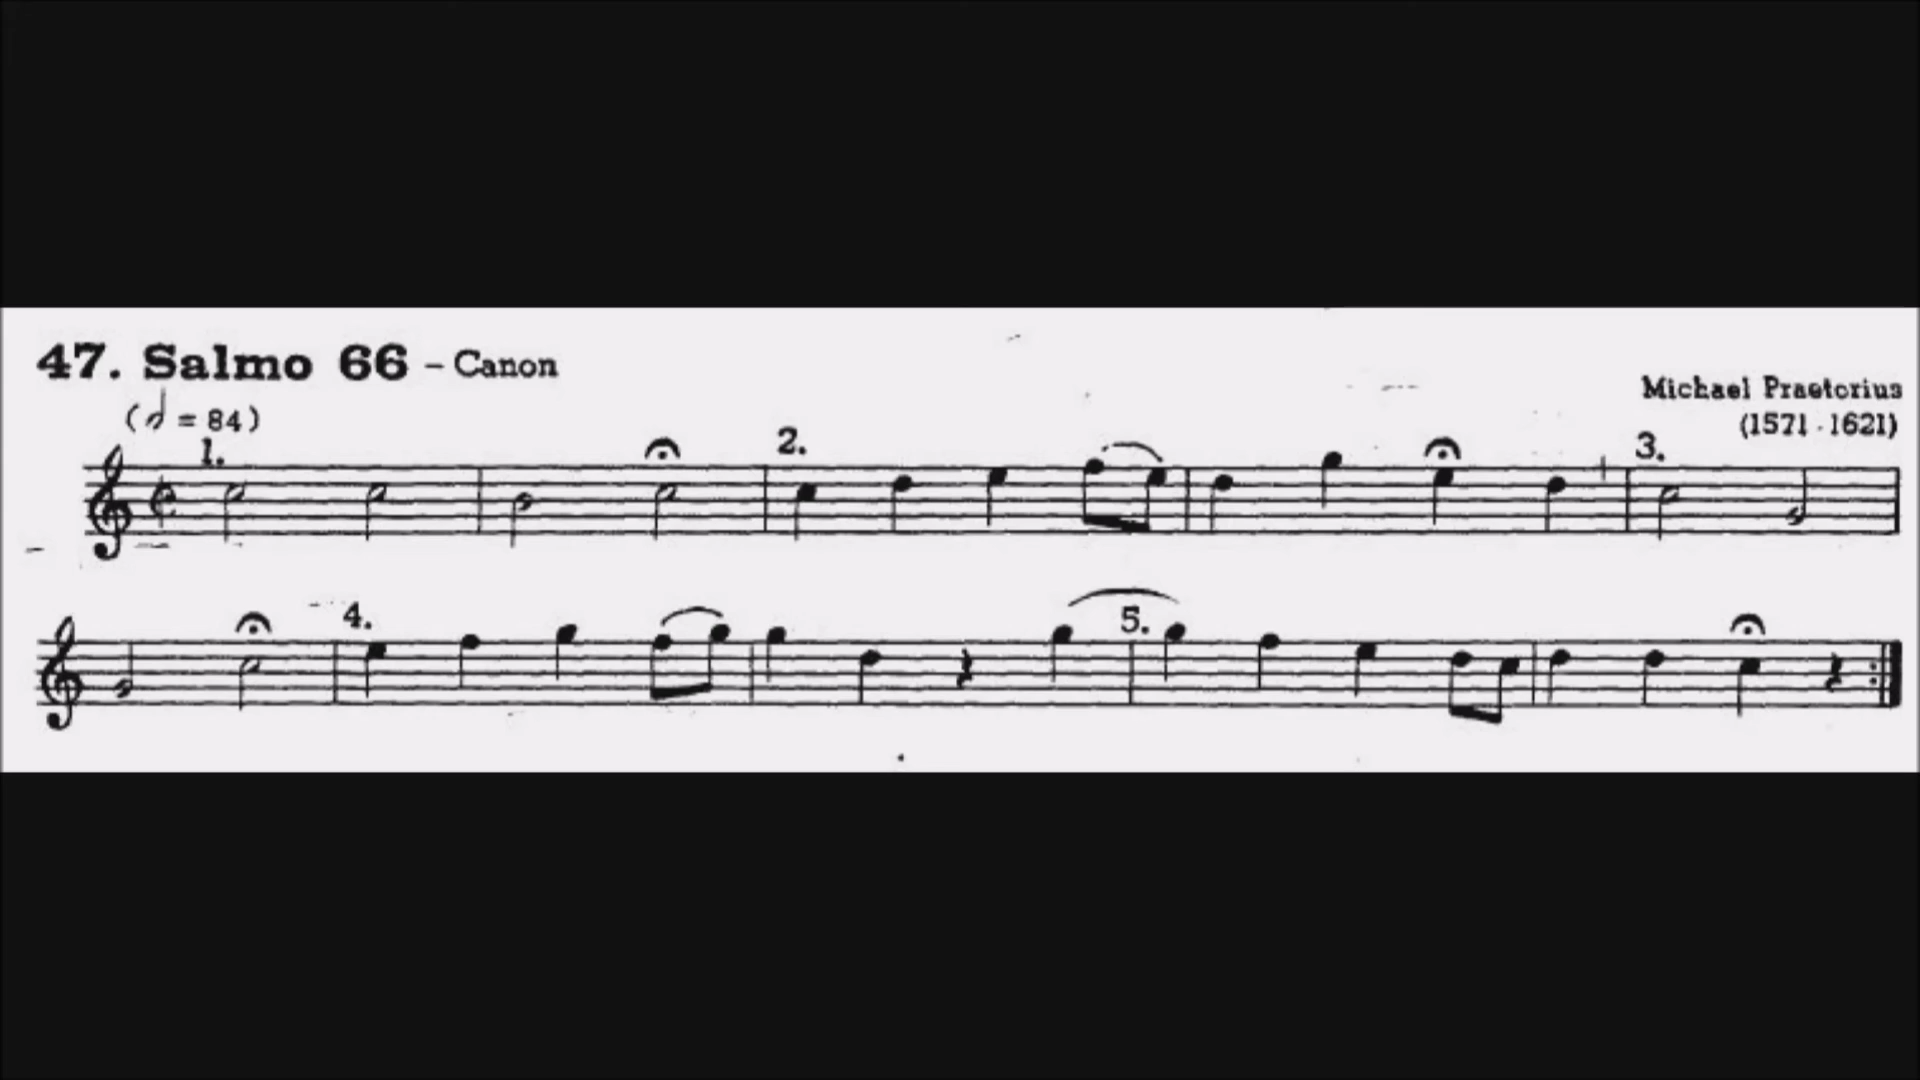 47. Salmo 66 – Canon
Michael Praetorius
(𝅗𝅥 = 84)
(1571 - 1621)
1. 2. 3.
4. 5.